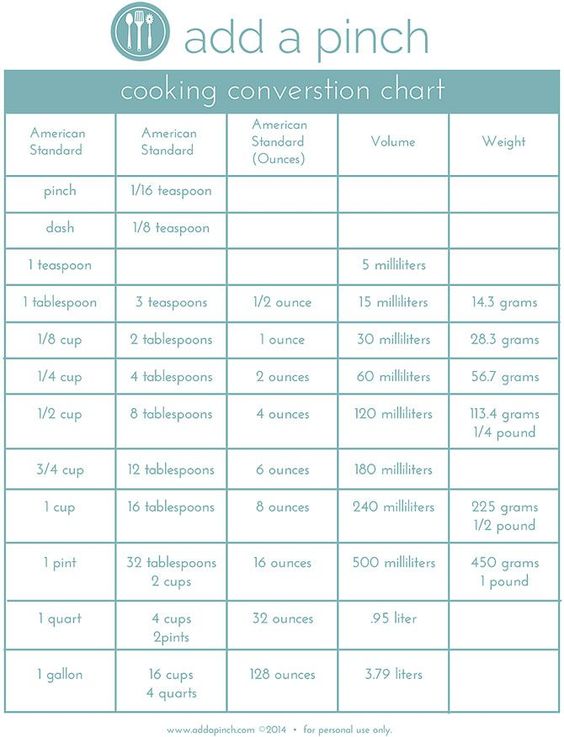 add a pinch
cooking converstion chart
American Standard American Standard American Standard (Ounces) Volume Weight
pinch 1/16 teaspoon
dash 1/8 teaspoon
1 teaspoon 5 milliliters
1 tablespoon 3 teaspoons 1/2 ounce 15 milliliters 14.3 grams
1/8 cup 2 tablespoons 1 ounce 30 milliliters 28.3 grams
1/4 cup 4 tablespoons 2 ounces 60 milliliters 56.7 grams
1/2 cup 8 tablespoons 4 ounces 120 milliliters 113.4 grams 1/4 pound
3/4 cup 12 tablespoons 6 ounces 180 milliliters
1 cup 16 tablespoons 8 ounces 240 milliliters 225 grams 1/2 pound
1 pint 32 tablespoons 2 cups 16 ounces 500 milliliters 450 grams 1 pound
1 quart 4 cups 2pints 32 ounces .95 liter
1 gallon 16 cups 4 quarts 128 ounces 3.79 liters
www.addapinch.com ©2014 • for personal use only.